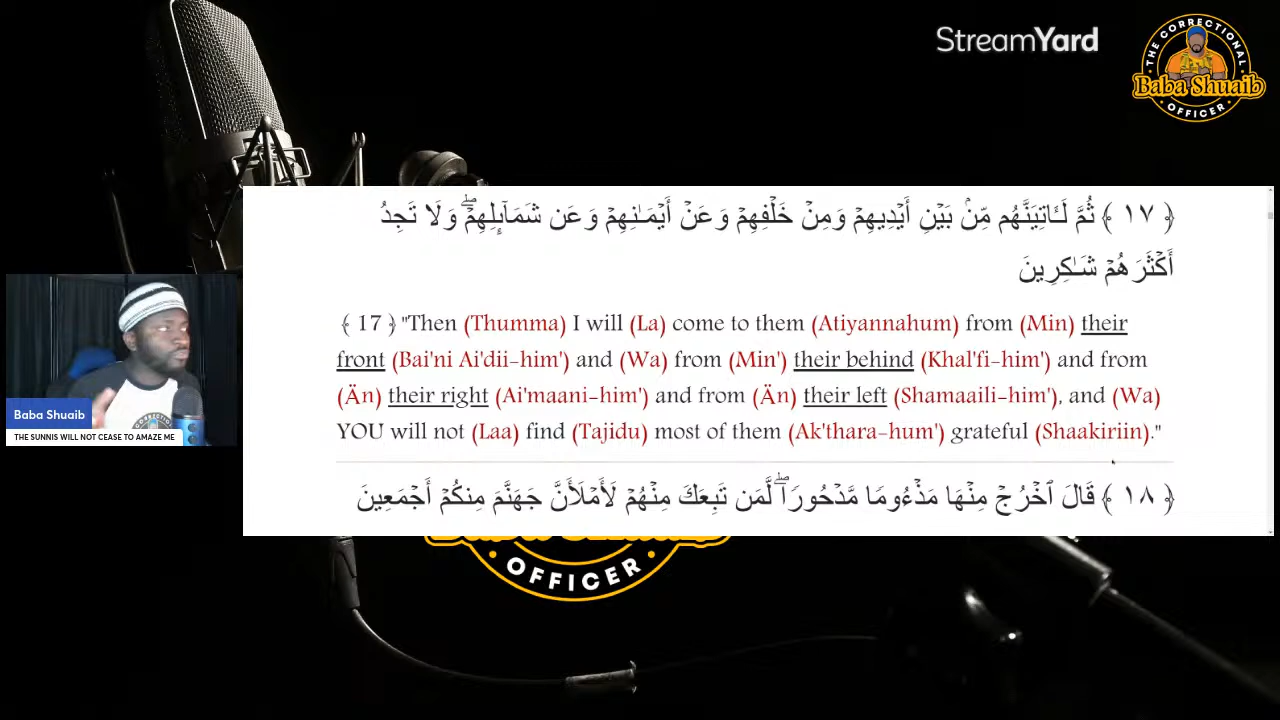 StreamYard
THE CORRECTIONAL
Baba Shuaib
OFFICER
﴿ ١٧ ﴾ ثُمَّ لَـَٔاتِيَنَّهُم مِّنۢ بَيْنِ أَيْدِيهِمْ وَمِنْ خَلْفِهِمْ وَعَنْ أَيْمَـٰنِهِمْ وَعَن شَمَآئِلِهِمْ ۖ وَلَا تَجِدُ
أَكْثَرَهُمْ شَـٰكِرِينَ
﴾ 17 ﴿ "Then (Thumma) I will (La) come to them (Atiyannahum) from (Min) their
front (Bai'ni Ai'dii-him') and (Wa) from (Min') their behind (Khal'fi-him') and from
(Än) their right (Ai'maani-him') and from (Än) their left (Shamaaili-him'), and (Wa)
YOU will not (Laa) find (Tajidu) most of them (Ak'thara-hum') grateful (Shaakiriin)."
﴿ ١٨ ﴾ قَالَ ٱخْرُجْ مِنْهَا مَذْءُومًا مَّدْحُورًا ۖ لَّمَن تَبِعَكَ مِنْهُمْ لَأَمْلَأَنَّ جَهَنَّمَ مِنكُمْ أَجْمَعِينَ
Baba Shuaib
THE SUNNIS WILL NOT CEASE TO AMAZE ME
OFFICER